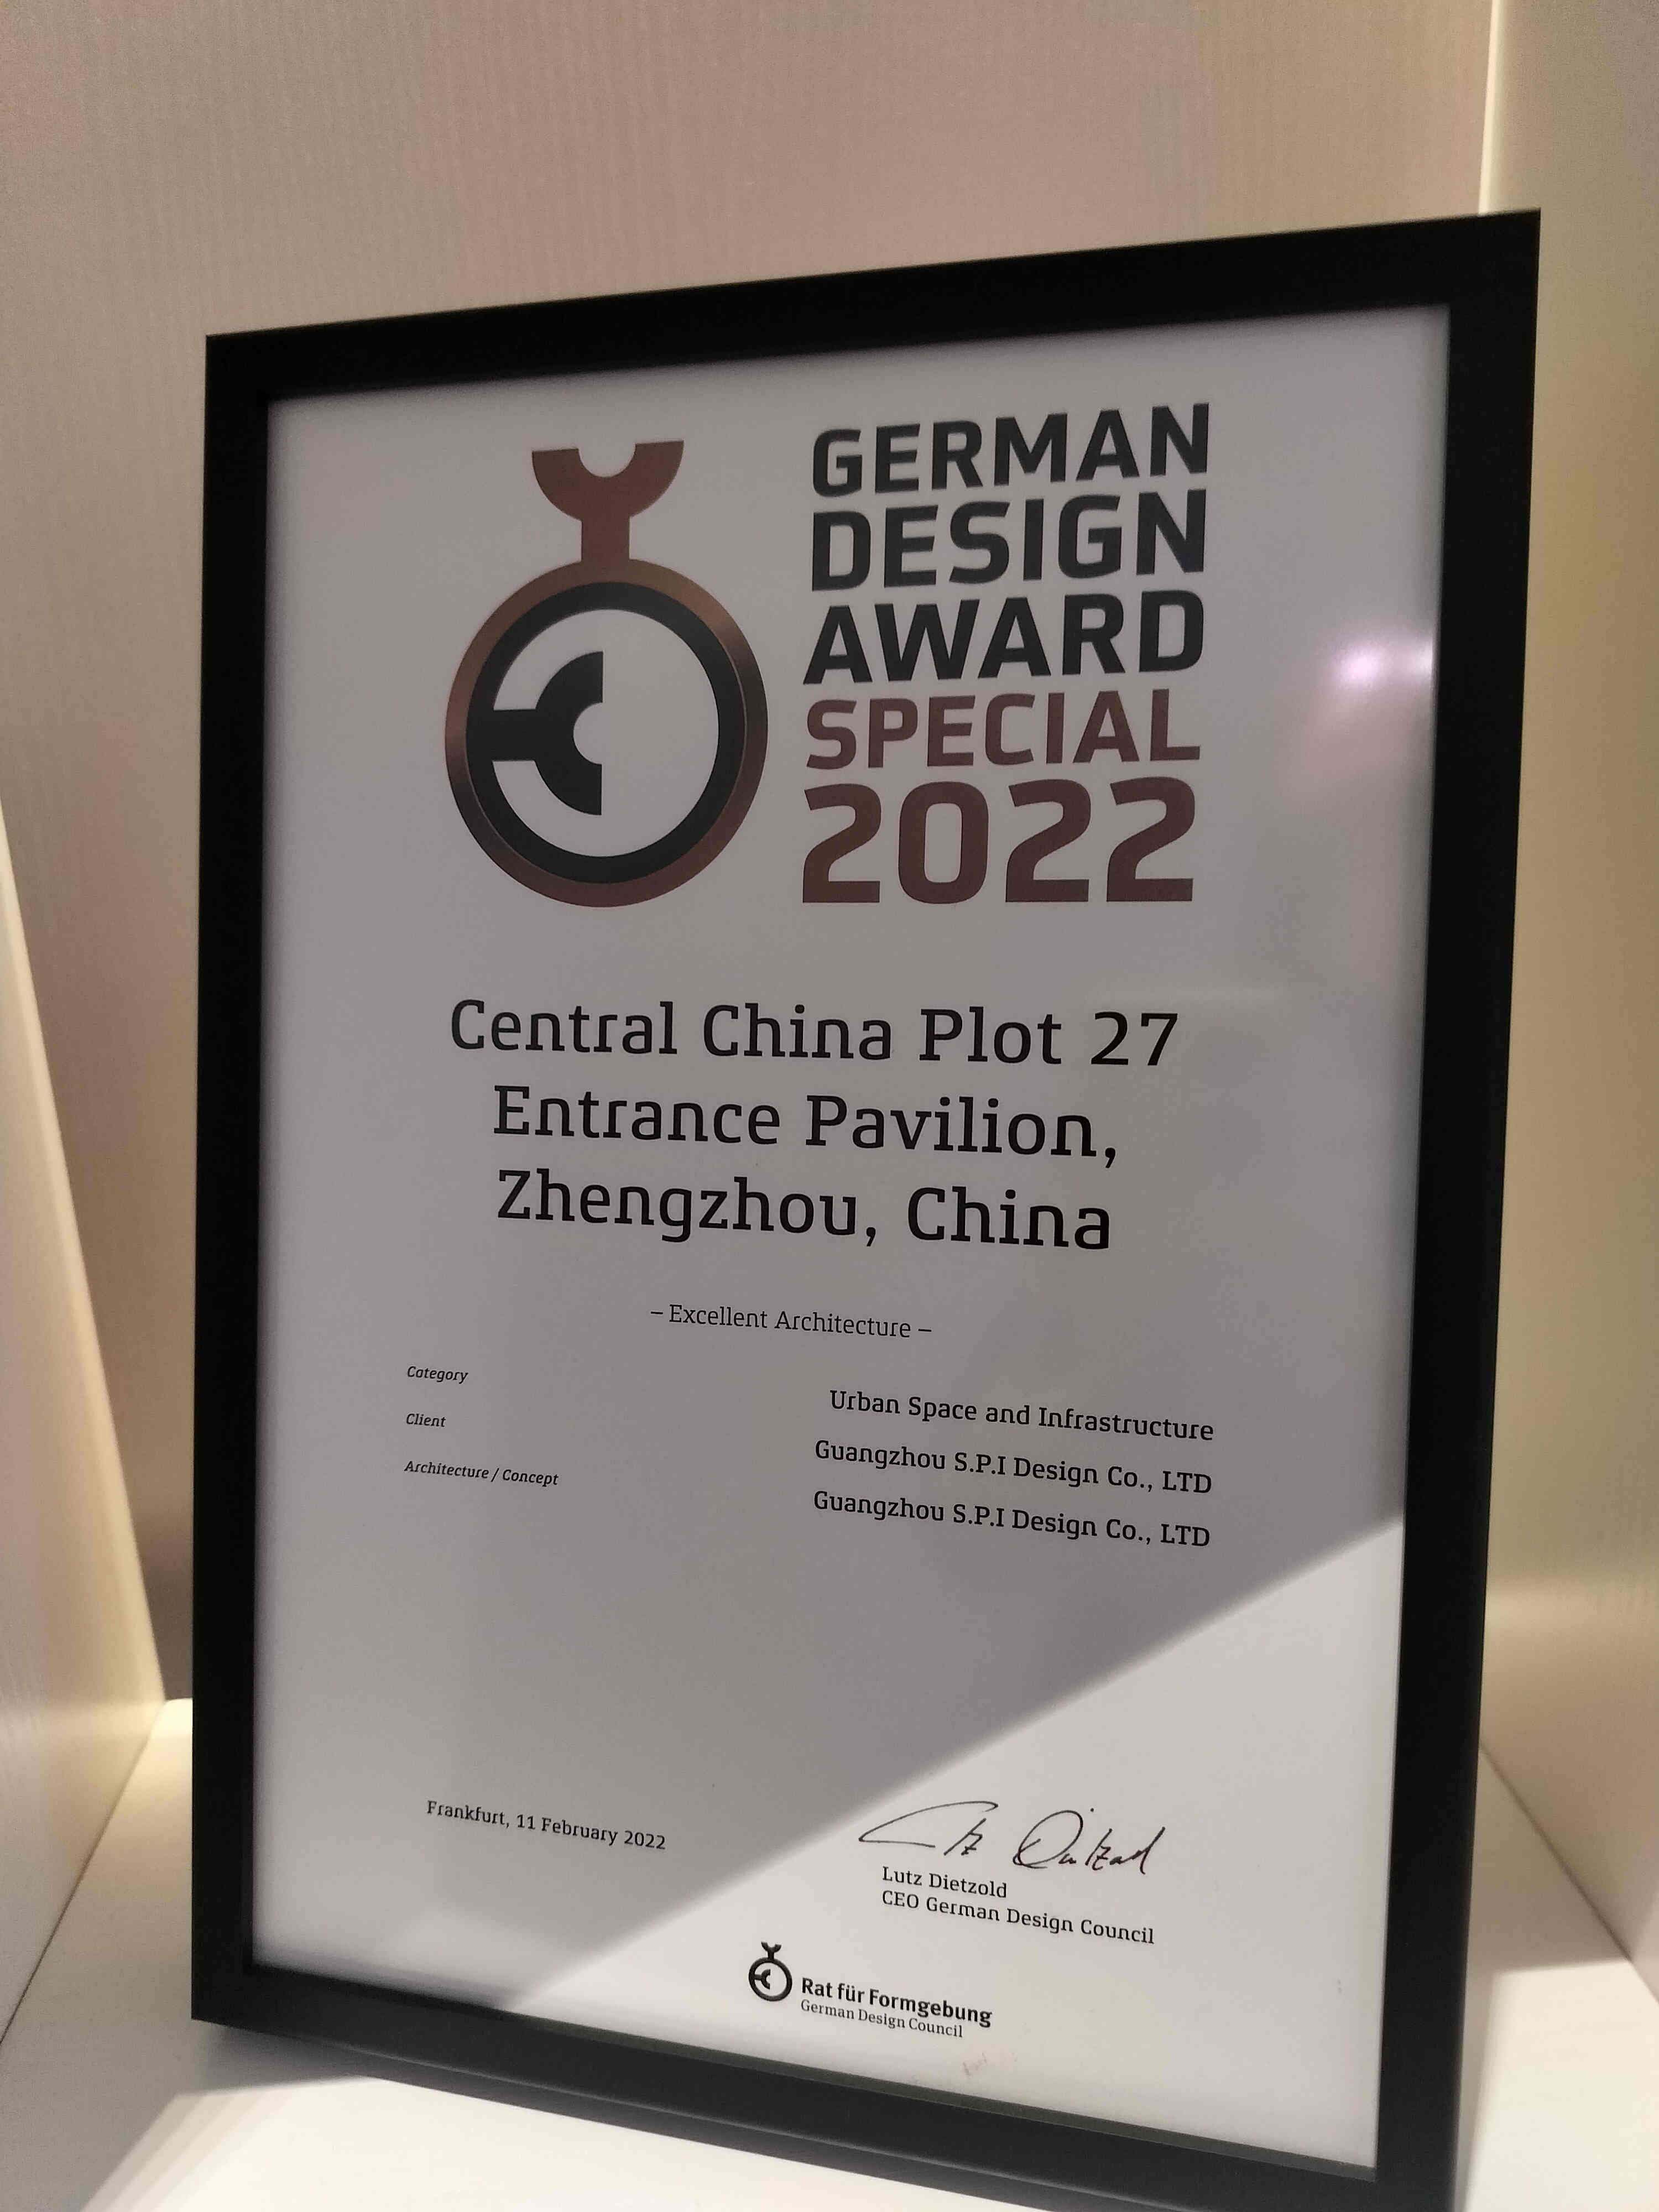 GERMAN
DESIGN
AWARD
SPECIAL
2022
Central China Plot 27
Entrance Pavilion,
Zhengzhou, China
– Excellent Architecture –
Category
Urban Space and Infrastructure
Client
Guangzhou S.P.I Design Co., LTD
Architecture / Concept
Guangzhou S.P.I Design Co., LTD
Frankfurt, 11 February 2022
Lutz Dietzold
CEO German Design Council
Rat für Formgebung
German Design Council